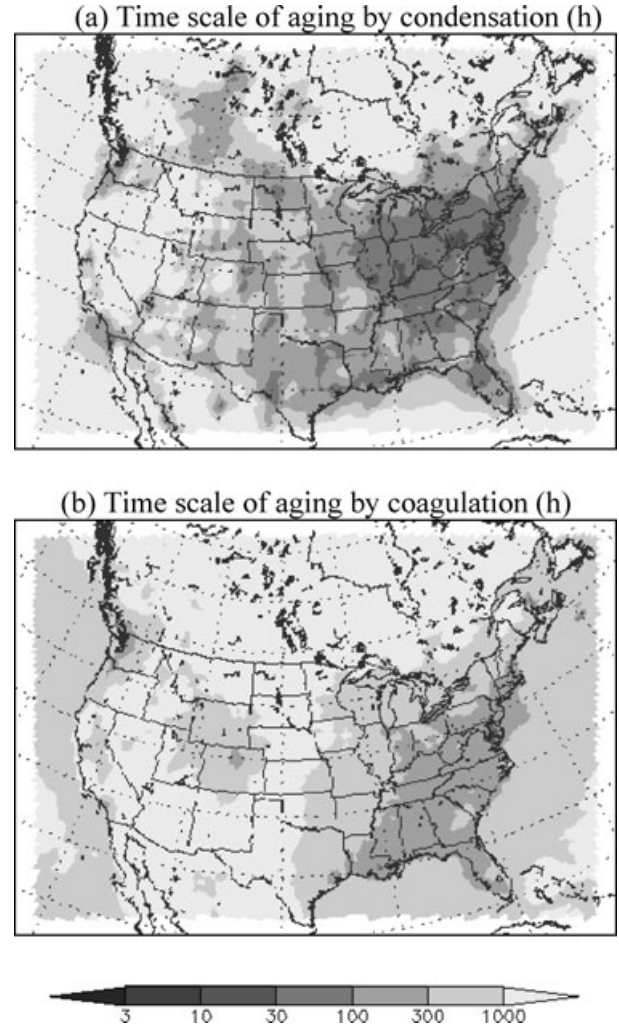 (a) Time scale of aging by condensation (h)
(b) Time scale of aging by coagulation (h)
3 10 30 100 300 1000